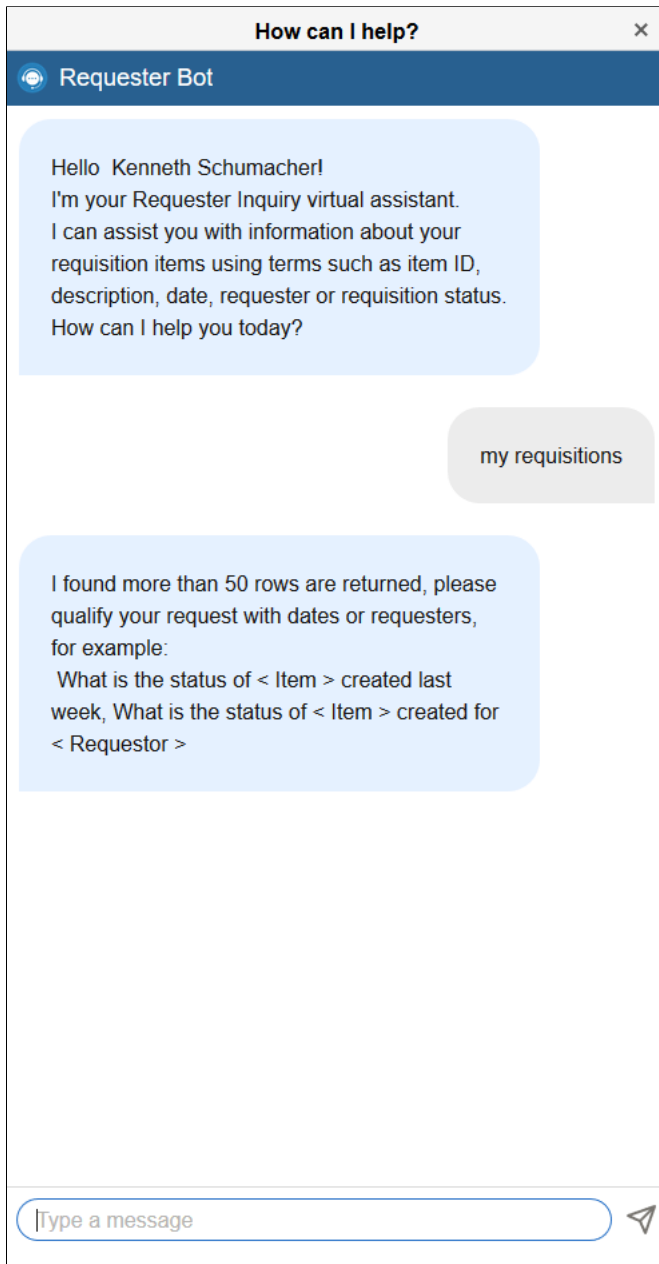 How can I help?
Requester Bot
Hello  Kenneth Schumacher!
I'm your Requester Inquiry virtual assistant.
I can assist you with information about your
requisition items using terms such as item ID,
description, date, requester or requisition status.
How can I help you today?
my requisitions
I found more than 50 rows are returned, please
qualify your request with dates or requesters,
for example:
 What is the status of < Item > created last
week, What is the status of < Item > created for
< Requestor >
Type a message